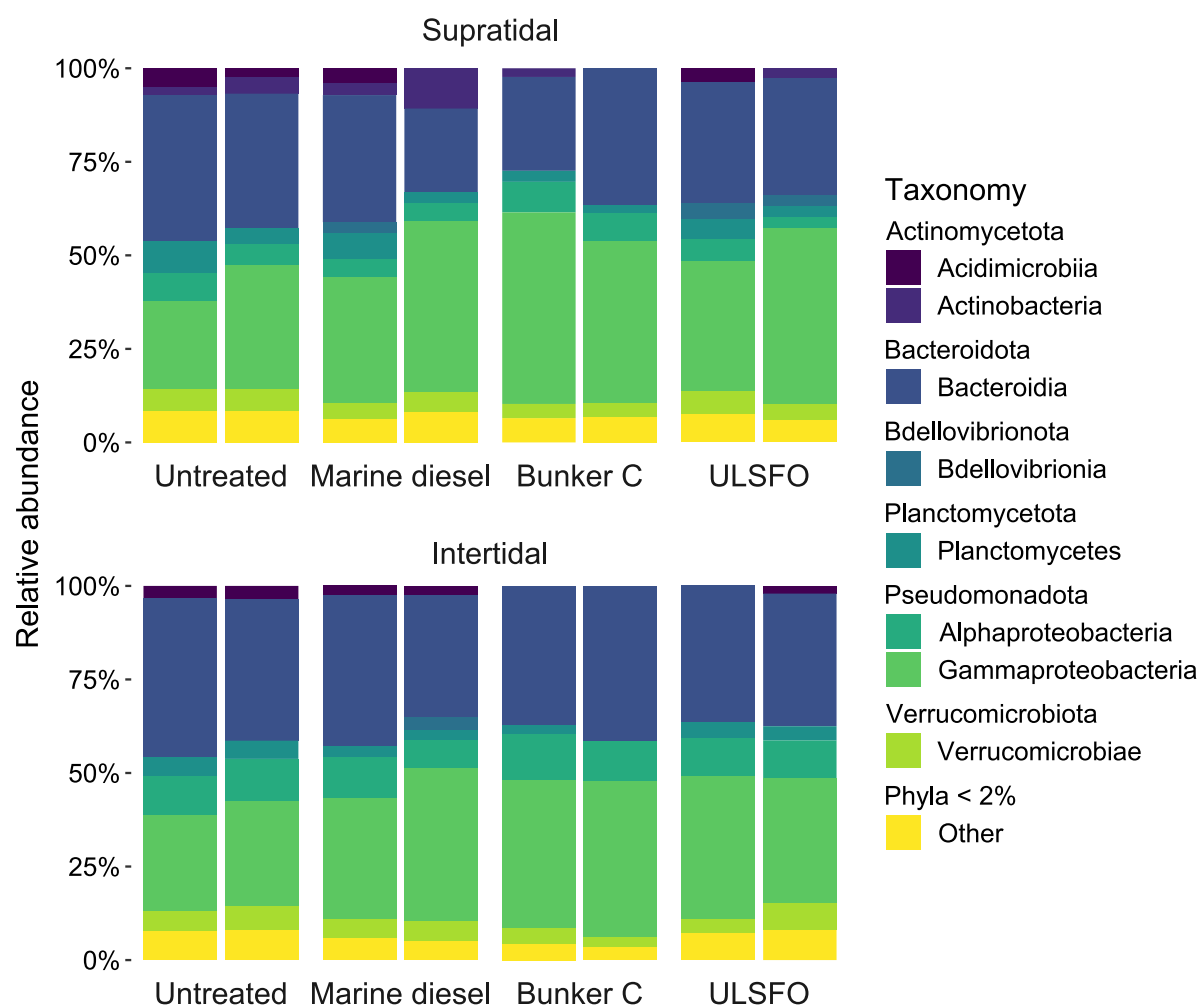 Supratidal
100%
75%
50%
25%
0%
Untreated Marine diesel Bunker C ULSFO
Relative abundance
Intertidal
100%
75%
50%
25%
0%
Untreated Marine diesel Bunker C ULSFO
Taxonomy
Actinomycetota
Acidimicrobiia
Actinobacteria
Bacteroidota
Bacteroidia
Bdellovibrionota
Bdellovibrionia
Planctomycetota
Planctomycetes
Pseudomonadota
Alphaproteobacteria
Gammaproteobacteria
Verrucomicrobiota
Verrucomicrobiae
Phyla < 2%
Other